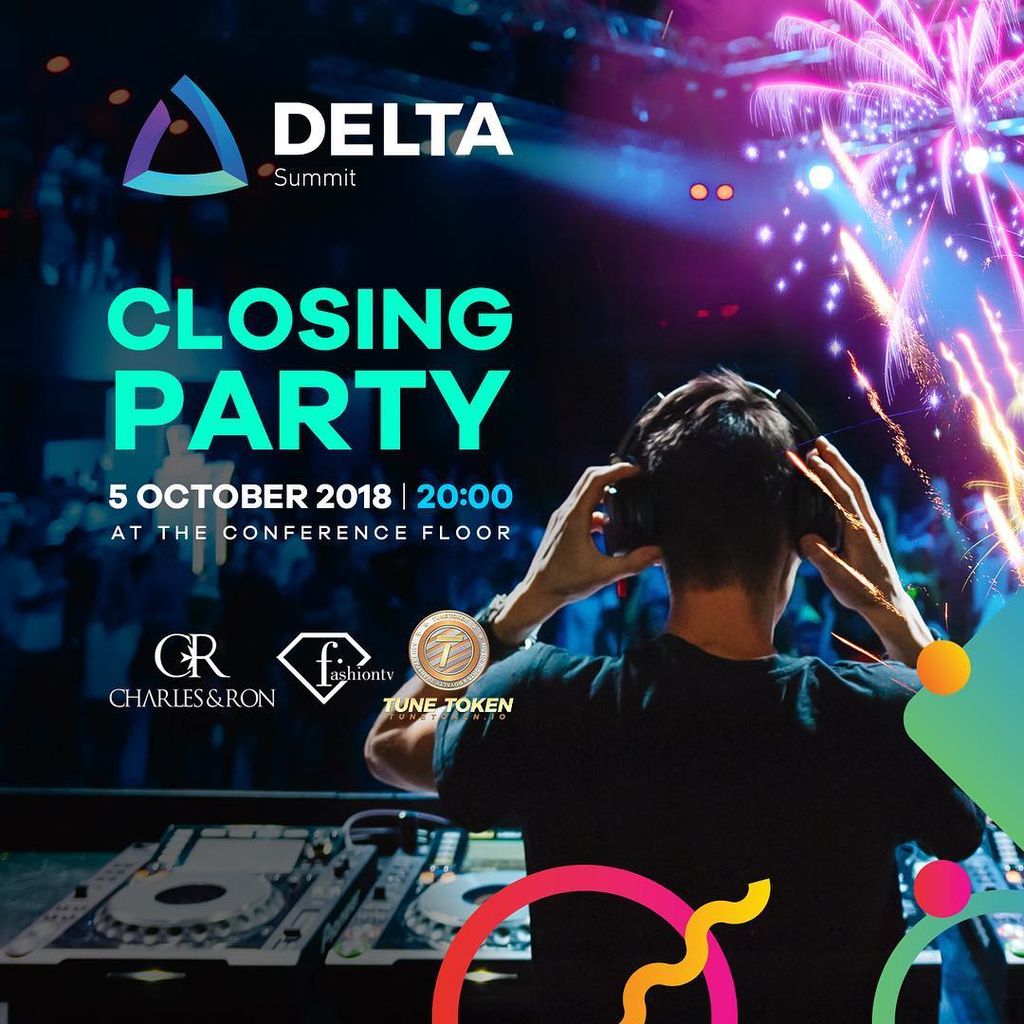 DELTA
Summit
CLOSING
PARTY
5 OCTOBER 2018 | 20:00
AT THE CONFERENCE FLOOR
CR
CHARLES & RON
fashiontv
T
TUNE TOKEN
TUNETOKEN.IO